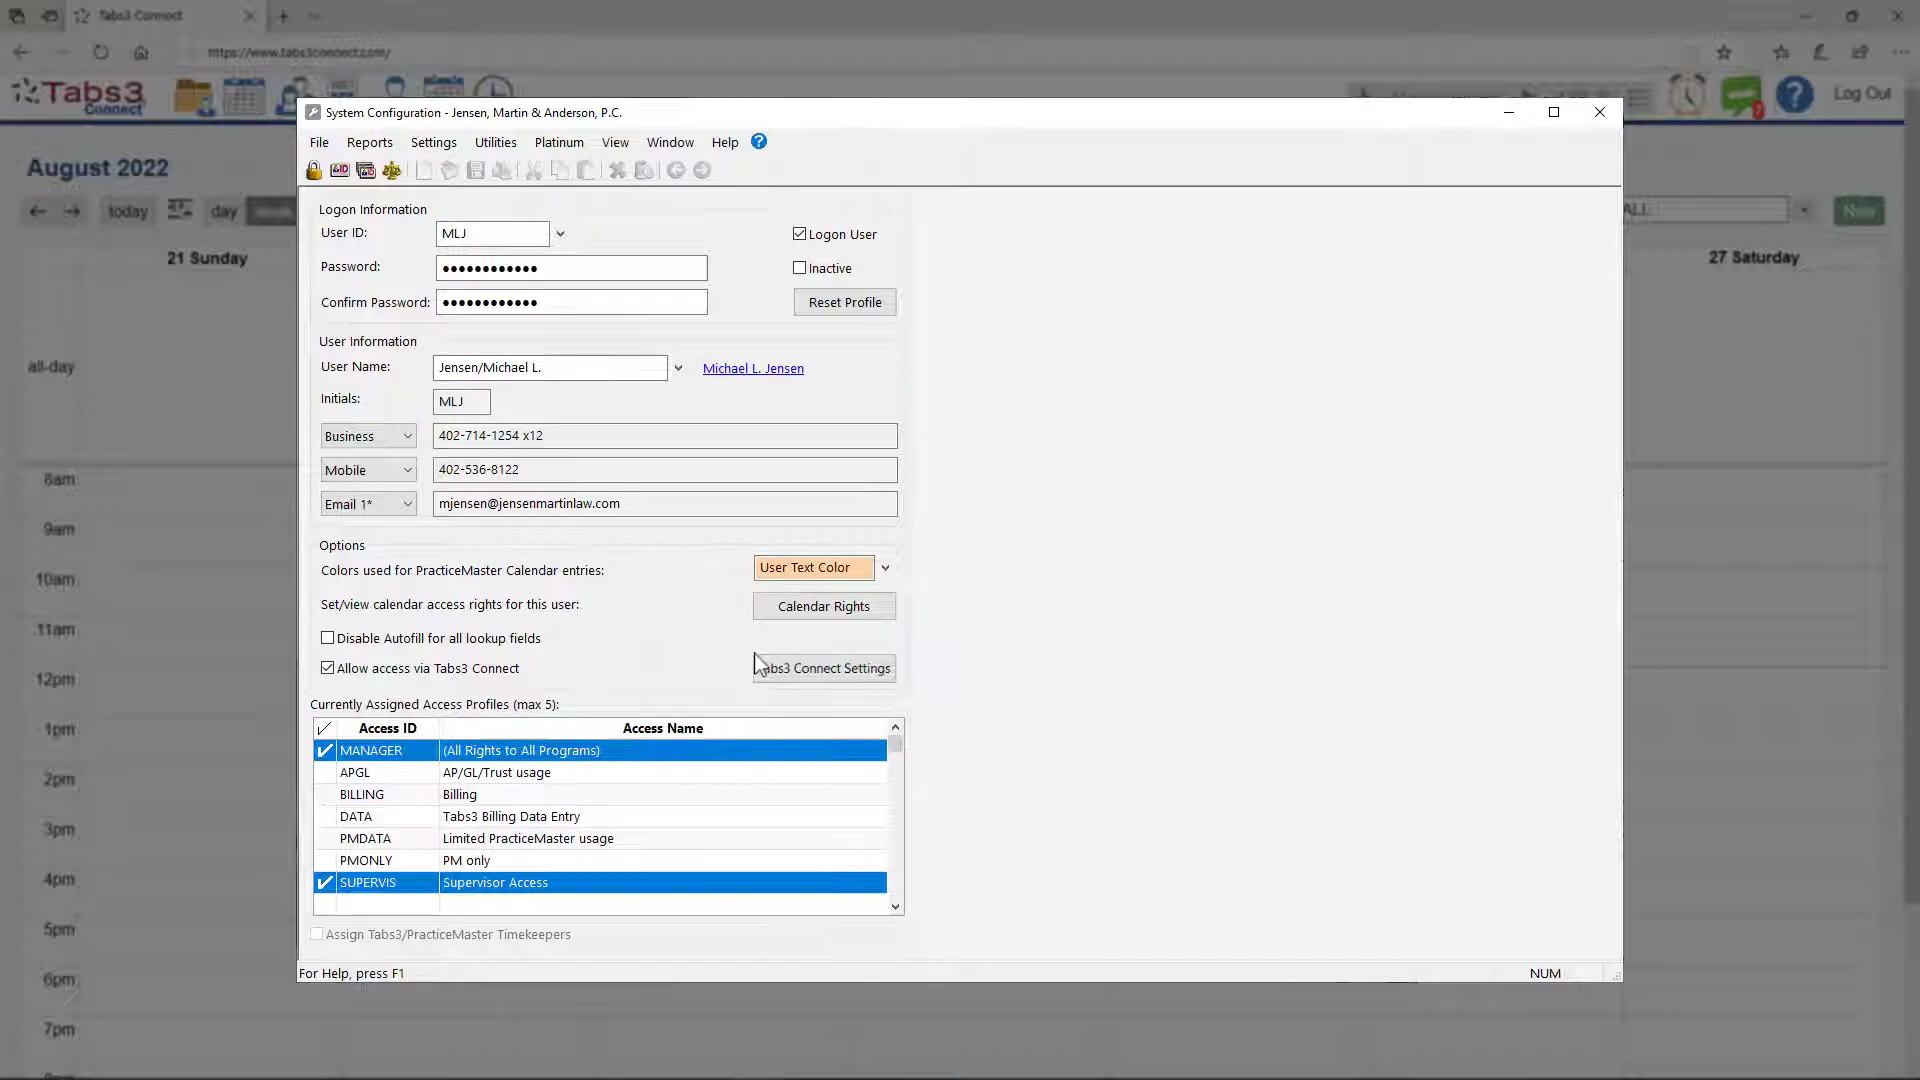 Tabs3 Connect
https://www.tabs3connect.com/
Tabs3
Connect
Log Out
August 2022
today
day
ALL
New
21 Sunday
27 Saturday
all-day
8am
9am
10am
11am
12pm
1pm
2pm
3pm
4pm
5pm
6pm
7pm
System Configuration - Jensen, Martin & Anderson, P.C.
File Reports Settings Utilities Platinum View Window Help ?
Logon Information
User ID: MLJ Logon User
Password: ●●●●●●●●●●●● Inactive
Confirm Password: ●●●●●●●●●●●● Reset Profile
User Information
User Name: Jensen/Michael L. Michael L. Jensen
Initials: MLJ
Business 402-714-1254 x12
Mobile 402-536-8122
Email 1* mjensen@jensenmartinlaw.com
Options
Colors used for PracticeMaster Calendar entries: User Text Color
Set/view calendar access rights for this user: Calendar Rights
Disable Autofill for all lookup fields
Allow access via Tabs3 Connect Tabs3 Connect Settings
Currently Assigned Access Profiles (max 5):
Access ID Access Name
MANAGER (All Rights to All Programs)
APGL AP/GL/Trust usage
BILLING Billing
DATA Tabs3 Billing Data Entry
PMDATA Limited PracticeMaster usage
PMONLY PM only
SUPERVIS Supervisor Access
Assign Tabs3/PracticeMaster Timekeepers
For Help, press F1 NUM